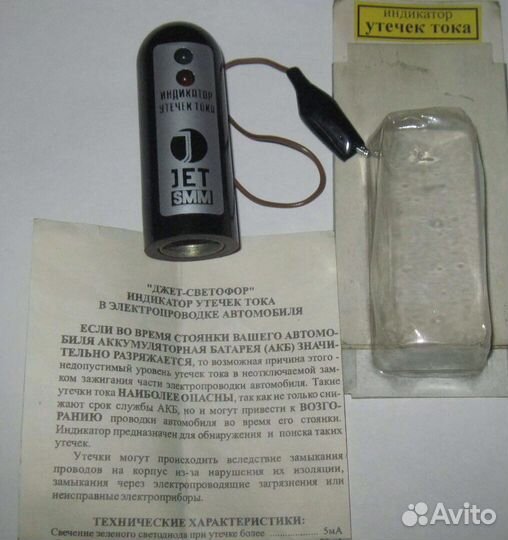 индикатор
утечек тока
ИНДИКАТОР
УТЕЧЕК ТОКА
JET
SMM
"ДЖЕТ-СВЕТОФОР"
ИНДИКАТОР УТЕЧЕК ТОКА
В ЭЛЕКТРОПРОВОДКЕ АВТОМОБИЛЯ
ЕСЛИ ВО ВРЕМЯ СТОЯНКИ ВАШЕГО АВТОМО-
БИЛЯ АККУМУЛЯТОРНАЯ БАТАРЕЯ (АКБ) ЗНАЧИ-
ТЕЛЬНО РАЗРЯЖАЕТСЯ, то возможная причина этого -
недопустимый уровень утечек тока в неотключаемой зам-
ком зажигания части электропроводки автомобиля. Такие
утечки тока НАИБОЛЕЕ ОПАСНЫ, так как не только сни-
жают срок службы АКБ, но и могут привести к ВОЗГО-
РАНИЮ проводки автомобиля во время его стоянки.
Индикатор предназначен для обнаружения и поиска таких
утечек.
Утечки могут происходить вследствие замыкания
проводов на корпус из-за нарушения их изоляции,
замыкания через электропроводящие загрязнения или
неисправные электроприборы.
ТЕХНИЧЕСКИЕ ХАРАКТЕРИСТИКИ:
Свечение зеленого светодиода при утечке более ............... 5мА
Avito